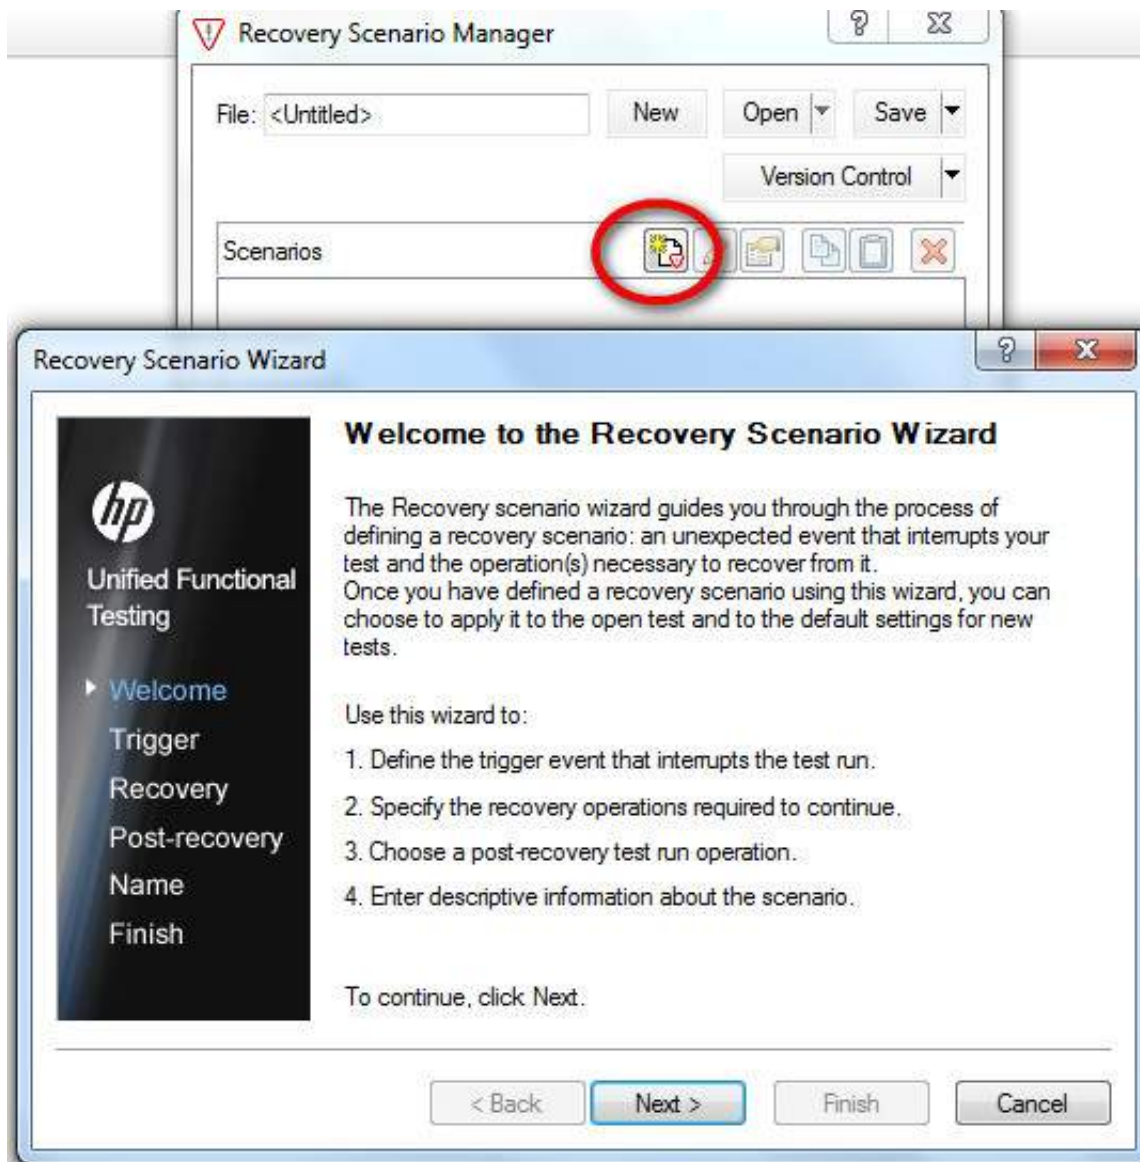 Recovery Scenario Manager
File: <Untitled>
New
Open
Save
Version Control
Scenarios
Recovery Scenario Wizard
hp
Unified Functional
Testing
Welcome
Trigger
Recovery
Post-recovery
Name
Finish
Welcome to the Recovery Scenario Wizard
The Recovery scenario wizard guides you through the process of
defining a recovery scenario: an unexpected event that interrupts your
test and the operation(s) necessary to recover from it.
Once you have defined a recovery scenario using this wizard, you can
choose to apply it to the open test and to the default settings for new
tests.
Use this wizard to:
1. Define the trigger event that interrupts the test run.
2. Specify the recovery operations required to continue.
3. Choose a post-recovery test run operation.
4. Enter descriptive information about the scenario.
To continue, click Next.
< Back
Next >
Finish
Cancel